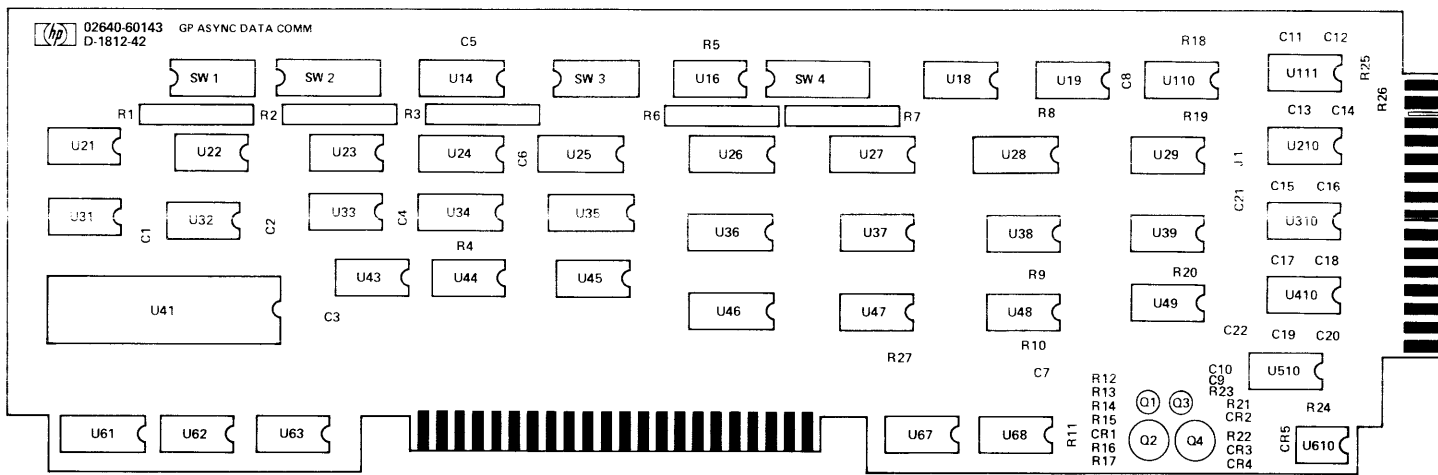 hp 02640-60143 GP ASYNC DATA COMM
D-1812-42
C5 R5 R18 C11 C12
SW 1 SW 2 U14 SW 3 U16 SW 4 U18 U19 C8 U110 U111 R25
R26
R1 R2 R3 R6 R7 R8 R19 C13 C14
U21 U22 U23 U24 C6 U25 U26 U27 U28 U29 J1 U210
C15 C16
U31 C1 U32 C2 U33 C4 U34 U35 C21 U310
R4 U36 U37 U38 U39
C17 C18
U43 U44 U45 R9 R20
U41 C3 U46 U47 U48 U49 U410
R27 R10 C22 C19 C20
C7 U510
R12 C10
R13 C9
R14 Q1 Q3 R23
R15 R21 R24
CR1 CR2
R16 Q2 Q4 R22
R17 CR3
CR4
U61 U62 U63 U67 U68 R11 CR5 U610